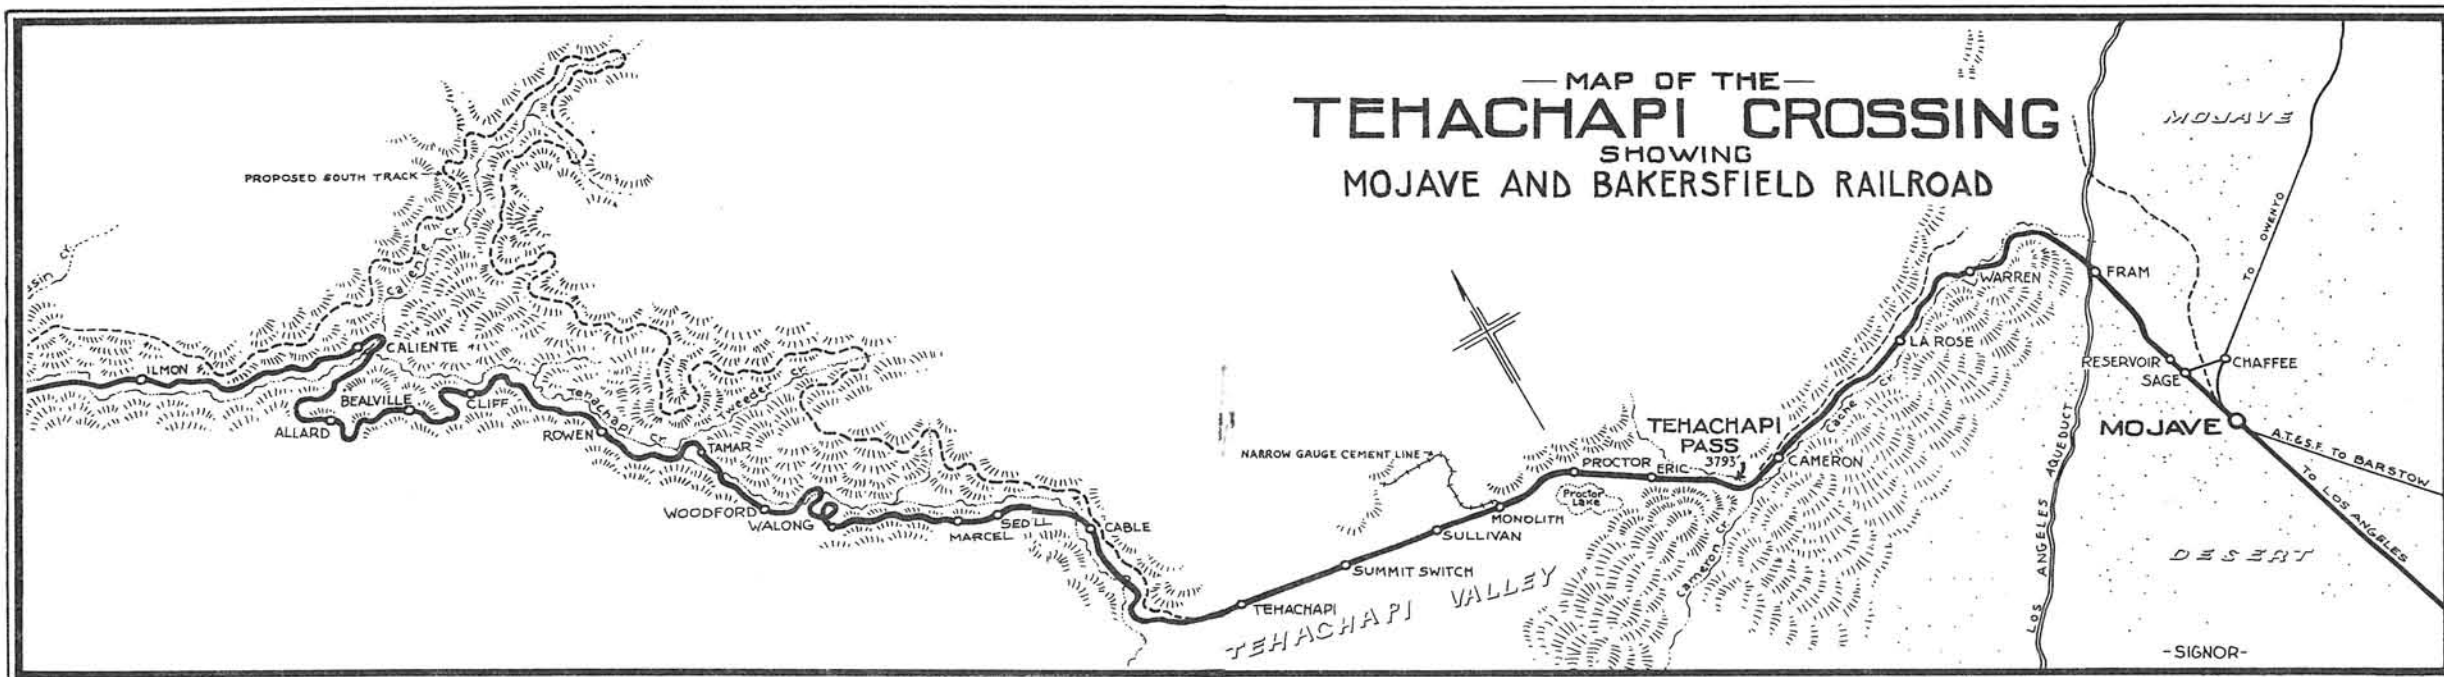 —MAP OF THE—
TEHACHAPI CROSSING
SHOWING
MOJAVE AND BAKERSFIELD RAILROAD
PROPOSED SOUTH TRACK
Caliente cr.
CALIENTE
ILMON
BEALVILLE
CLIFF
ALLARD
ROWEN
Tehachapi cr.
TAMAR
Tweedey cr.
WOODFORD
WALONG
MARCEL
CABLE
TEHACHAPI
SUMMIT SWITCH
SULLIVAN
MONOLITH
NARROW GAUGE CEMENT LINE
PROCTOR
Proctor
Lake
ERIC
TEHACHAPI
PASS
3793'
CAMERON
Cameron Cr.
Cache Cr.
LA ROSE
WARREN
FRAM
RESERVOIR
SAGE
CHAFFEE
MOJAVE
TO OWENYO
A.T.&S.F. TO BARSTOW
TO LOS ANGELES
LOS ANGELES AQUEDUCT
MOJAVE
DESERT
TEHACHAPI VALLEY
-SIGNOR-